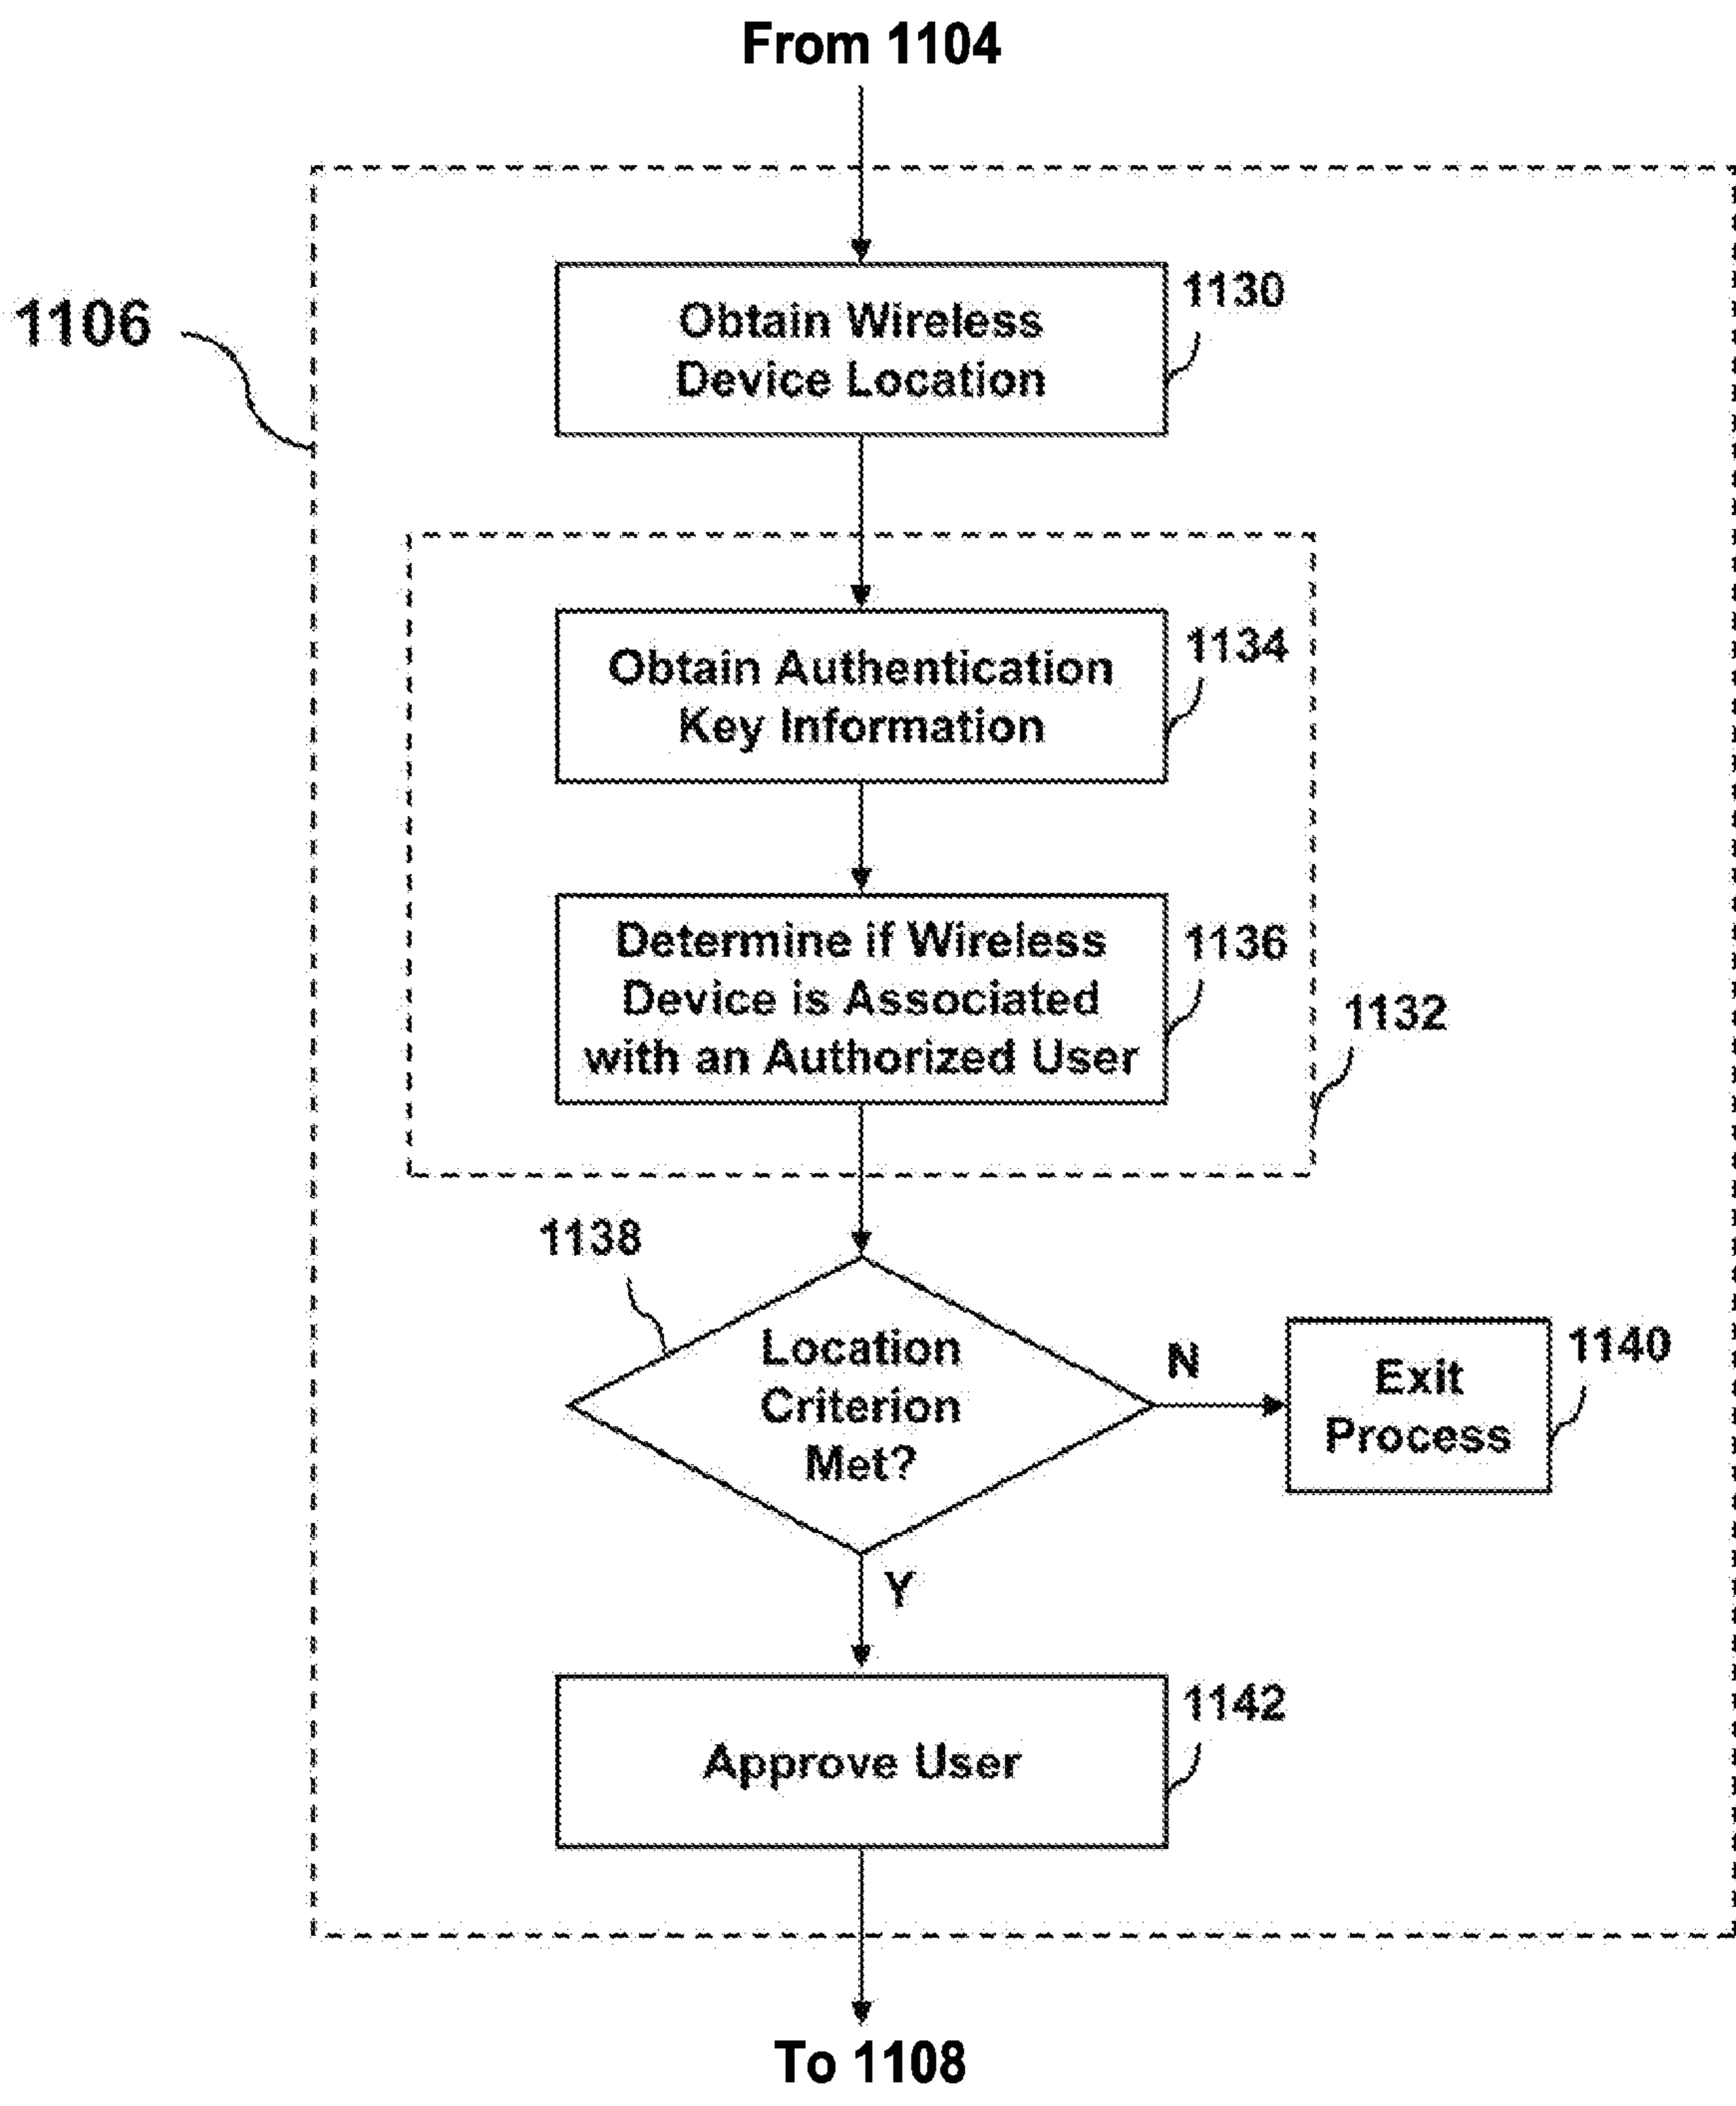 From 1104
1106
Obtain Wireless
Device Location
1130
Obtain Authentication
Key Information
1134
Determine if Wireless
Device is Associated
with an Authorized User
1136
1132
1138
Location
Criterion
Met?
N
Exit
Process
1140
Y
Approve User
1142
To 1108